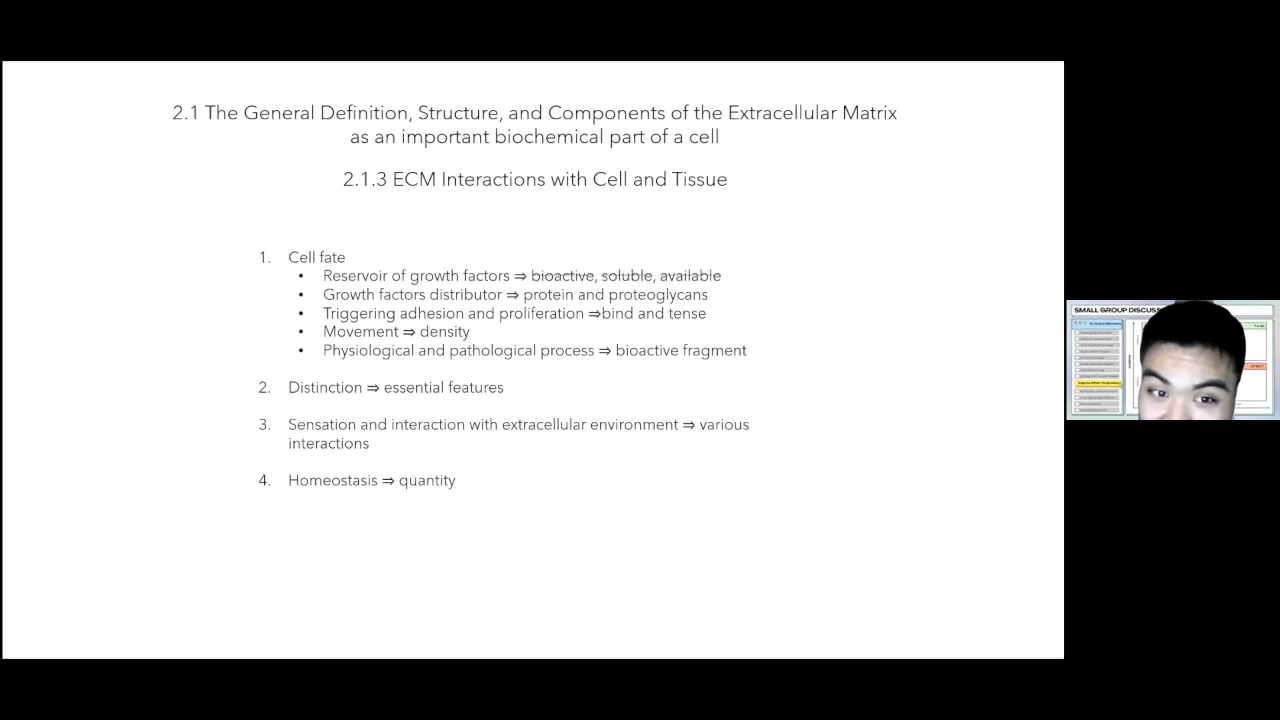 2.1 The General Definition, Structure, and Components of the Extracellular Matrix
as an important biochemical part of a cell
2.1.3 ECM Interactions with Cell and Tissue
1. Cell fate
• Reservoir of growth factors ⇒ bioactive, soluble, available
• Growth factors distributor ⇒ protein and proteoglycans
• Triggering adhesion and proliferation ⇒bind and tense
• Movement ⇒ density
• Physiological and pathological process ⇒ bioactive fragment
2. Distinction ⇒essential features
3. Sensation and interaction with extracellular environment ⇒ various
interactions
4. Homeostasis ⇒ quantity
SMALL GROUP